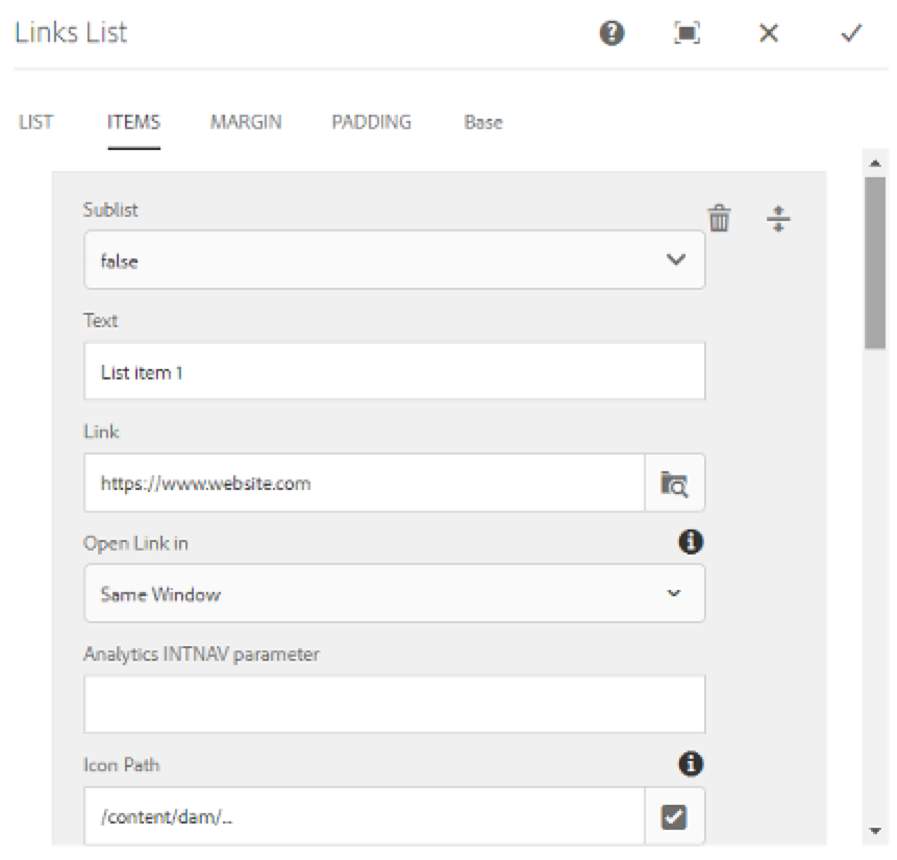 Links List
LIST ITEMS MARGIN PADDING Base
Sublist
false
Text
List item 1
Link
https://www.website.com
Open Link in
Same Window
Analytics INTNAV parameter
Icon Path
/content/dam/...